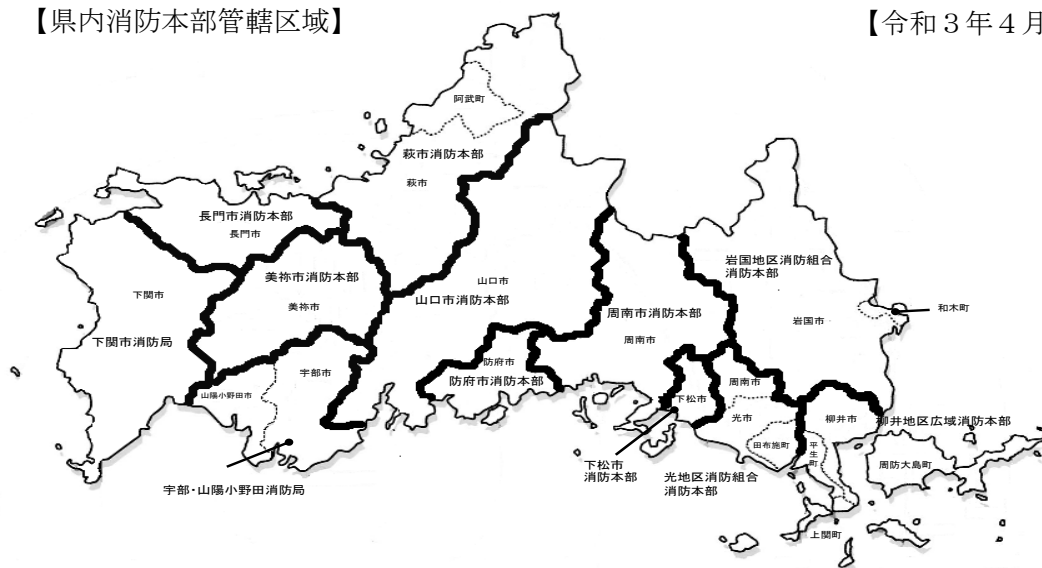 【県内消防本部管轄区域】
【令和3年4月
阿武町
萩市消防本部
萩市
長門市消防本部
長門市
美祢市消防本部
美祢市
下関市
下関市消防局
山口市
山口市消防本部
周南市消防本部
周南市
岩国地区消防組合
消防本部
岩国市
和木町
防府市
防府市消防本部
宇部市
山陽小野田市
宇部・山陽小野田消防局
下松市
下松市
消防本部
周南市
光市
田布施町
光地区消防組合
消防本部
柳井市
柳井地区広域消防本部
平生町
周防大島町
上関町